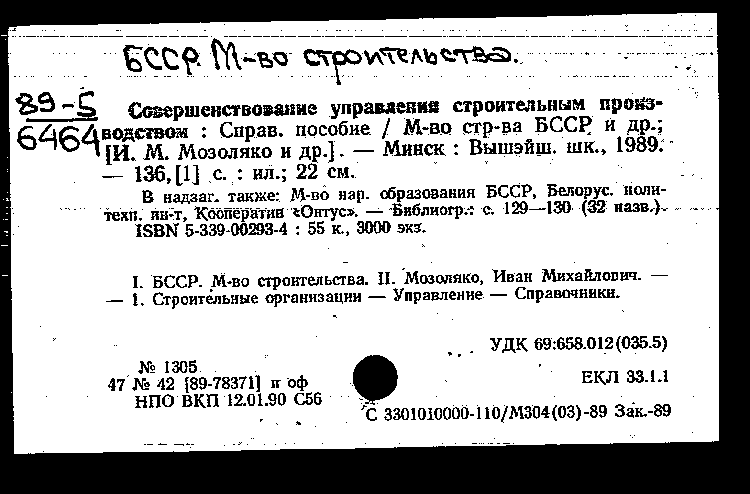 БССР. М-во строительства.
89-5
6464
Совершенствование управления строительным произ-
водством : Справ. пособие / М-во стр-ва БССР и др.;
[И. М. Мозоляко и др.]. — Минск : Вышэйш. шк., 1989.
— 136,[1] с. : ил.; 22 см.
В надзаг. также: М-во нар. образования БССР, Белорус. поли-
техн. ин-т, Кооператив «Онтус». — Библиогр.: с. 129—130 (32 назв.).
ISBN 5-339-00293-4 : 55 к., 3000 экз.
I. БССР. М-во строительства. II. Мозоляко, Иван Михайлович. —
— 1. Строительные организации — Управление — Справочники.
УДК 69:658.012(035.5)
№ 1305
47 № 42 [89-78371] п оф
НПО ВКП 12.01.90 С56
ЕКЛ 33.1.1
С 3301010000-110/М304(03)-89 Зак.-89